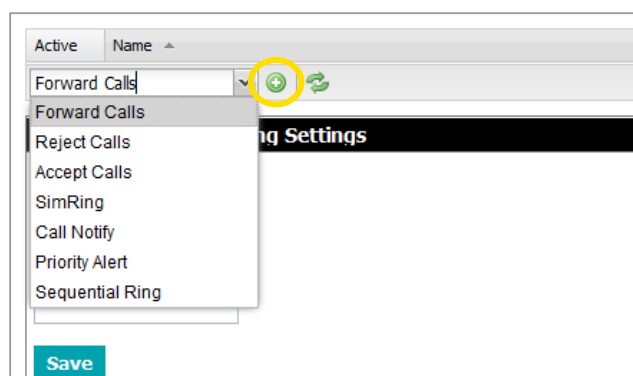 Active Name
Forward Calls
Forward Calls
Reject Calls
ng Settings
Accept Calls
SimRing
Call Notify
Priority Alert
Sequential Ring
Save